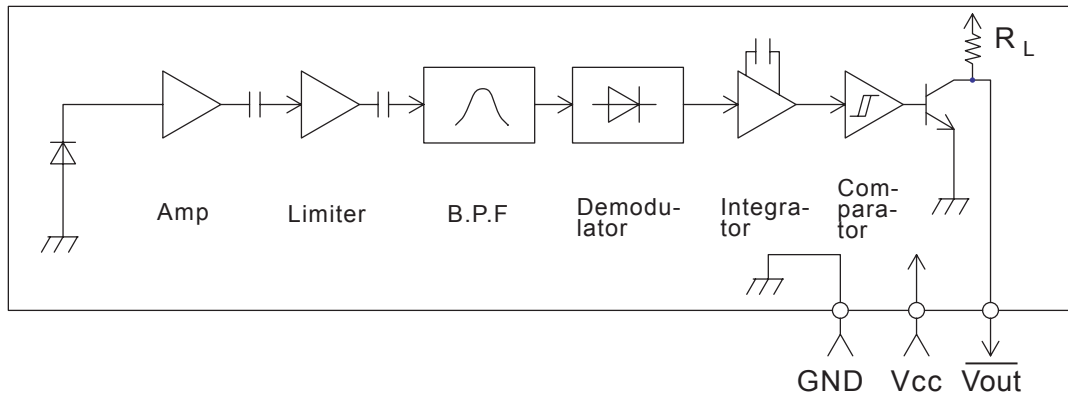 R L
Amp
Limiter
B.P.F
Demodu-
lator
Integra-
tor
Com-
para-
tor
GND
Vcc
Vout